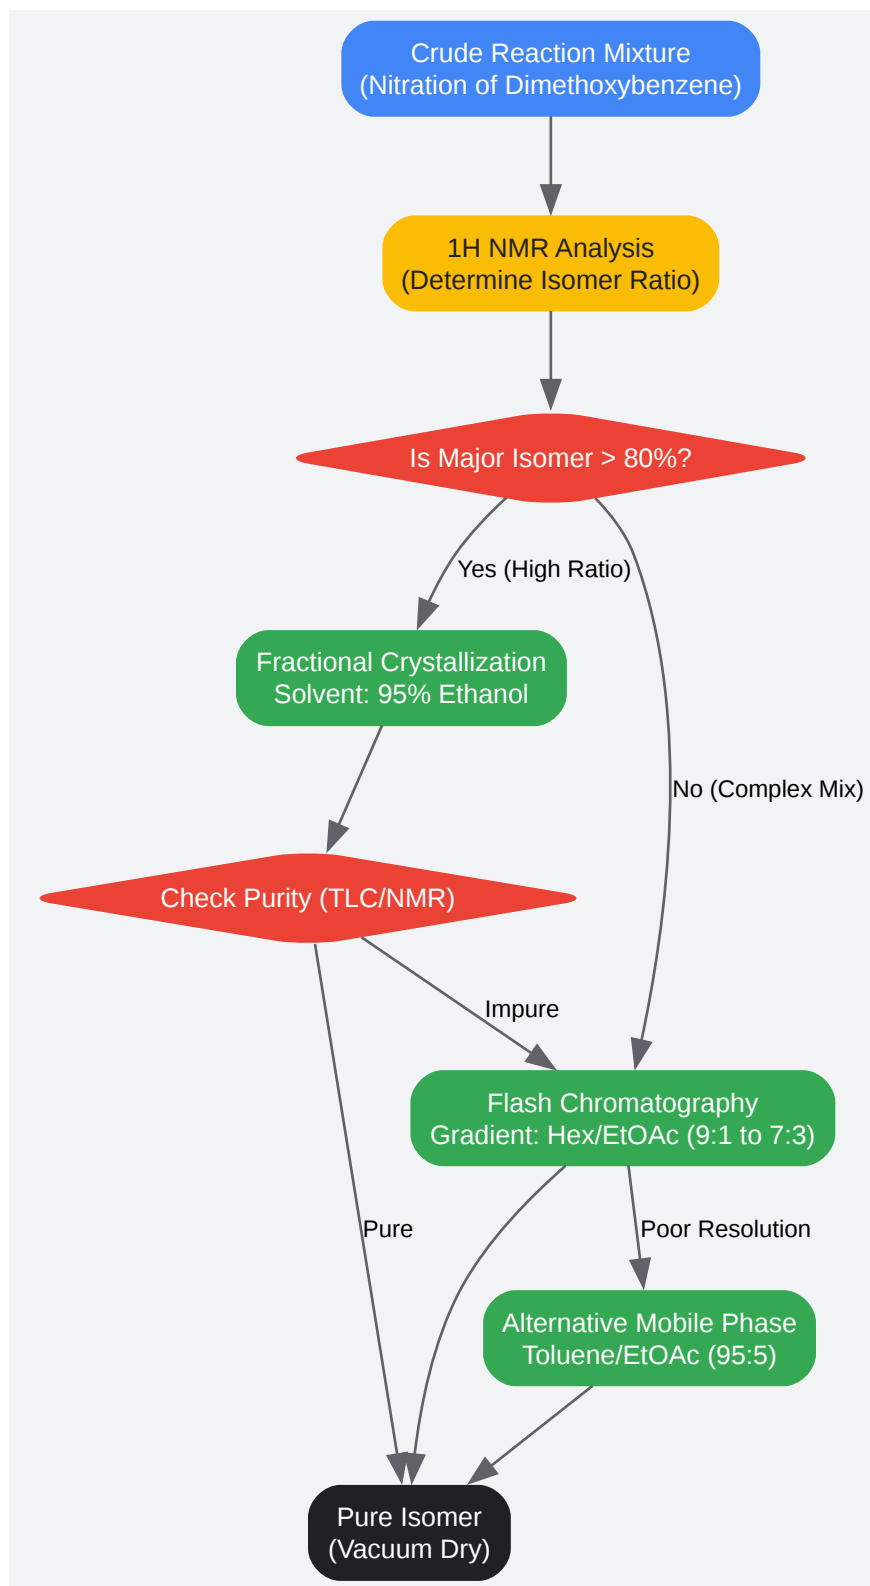 Crude Reaction Mixture
(Nitration of Dimethoxybenzene)
1H NMR Analysis
(Determine Isomer Ratio)
Is Major Isomer > 80%?
Yes (High Ratio)
Fractional Crystallization
Solvent: 95% Ethanol
No (Complex Mix)
Check Purity (TLC/NMR)
Impure
Flash Chromatography
Gradient: Hex/EtOAc (9:1 to 7:3)
Pure
Poor Resolution
Alternative Mobile Phase
Toluene/EtOAc (95:5)
Pure Isomer
(Vacuum Dry)